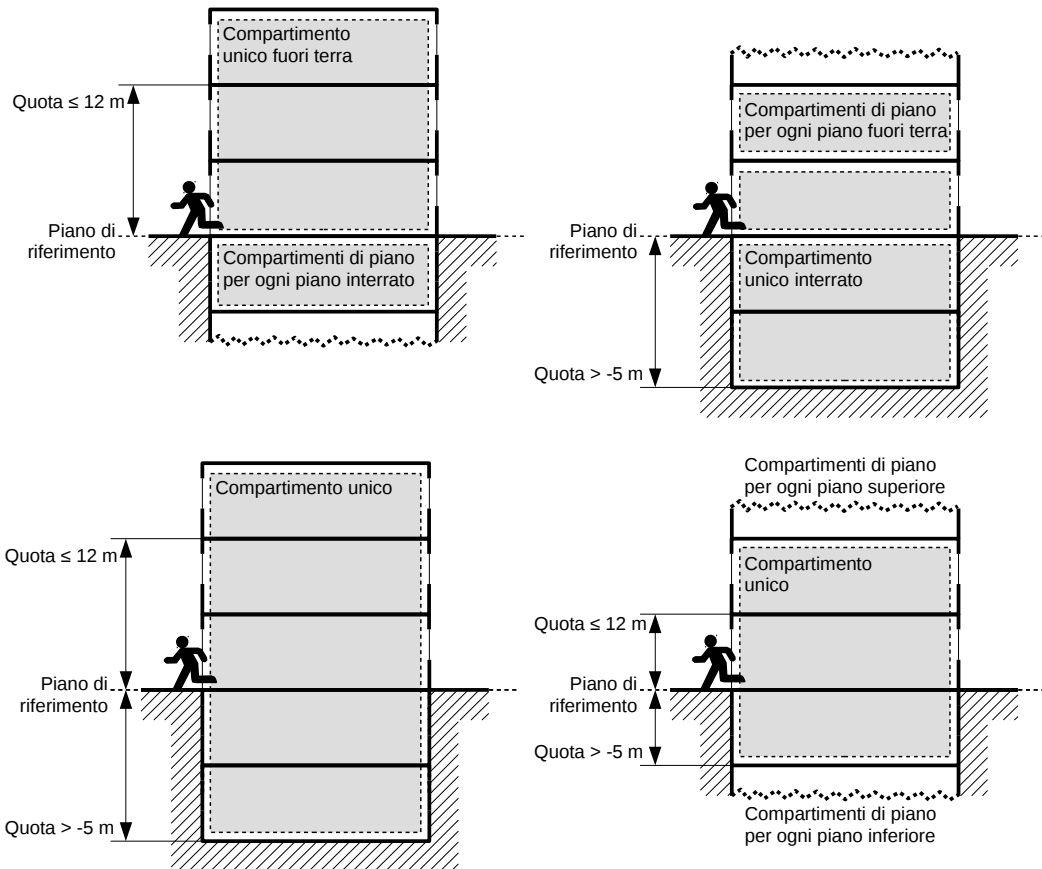 Compartimento
unico fuori terra
Quota ≤ 12 m
Piano di
riferimento
Compartimenti di piano
per ogni piano interrato
Compartimenti di piano
per ogni piano fuori terra
Piano di
riferimento
Compartimento
unico interrato
Quota > -5 m
Compartimento unico
Quota ≤ 12 m
Piano di
riferimento
Quota > -5 m
Compartimenti di piano
per ogni piano superiore
Compartimento
unico
Quota ≤ 12 m
Piano di
riferimento
Quota > -5 m
Compartimenti di piano
per ogni piano inferiore